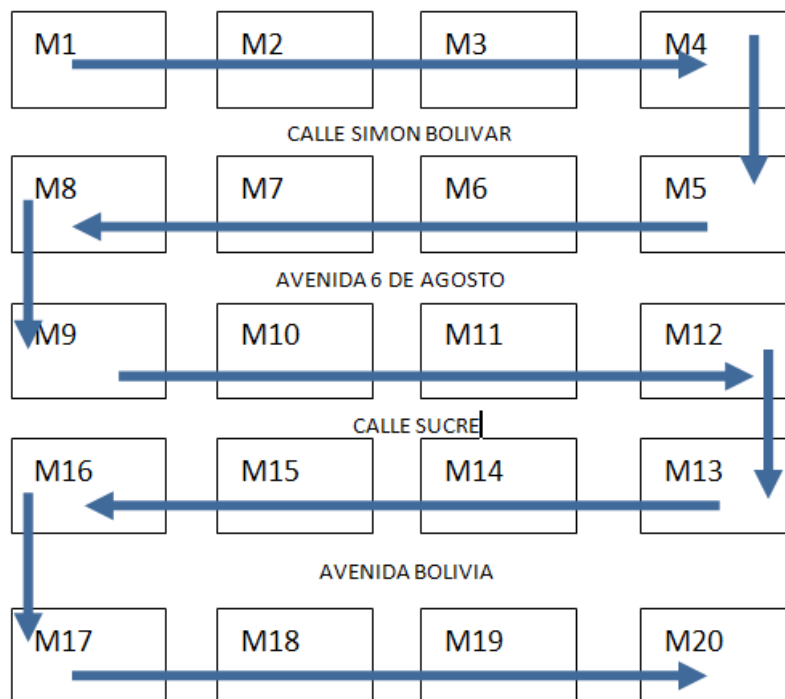 M1 M2 M3 M4
CALLE SIMON BOLIVAR
M8 M7 M6 M5
AVENIDA 6 DE AGOSTO
M9 M10 M11 M12
CALLE SUCRE
M16 M15 M14 M13
AVENIDA BOLIVIA
M17 M18 M19 M20